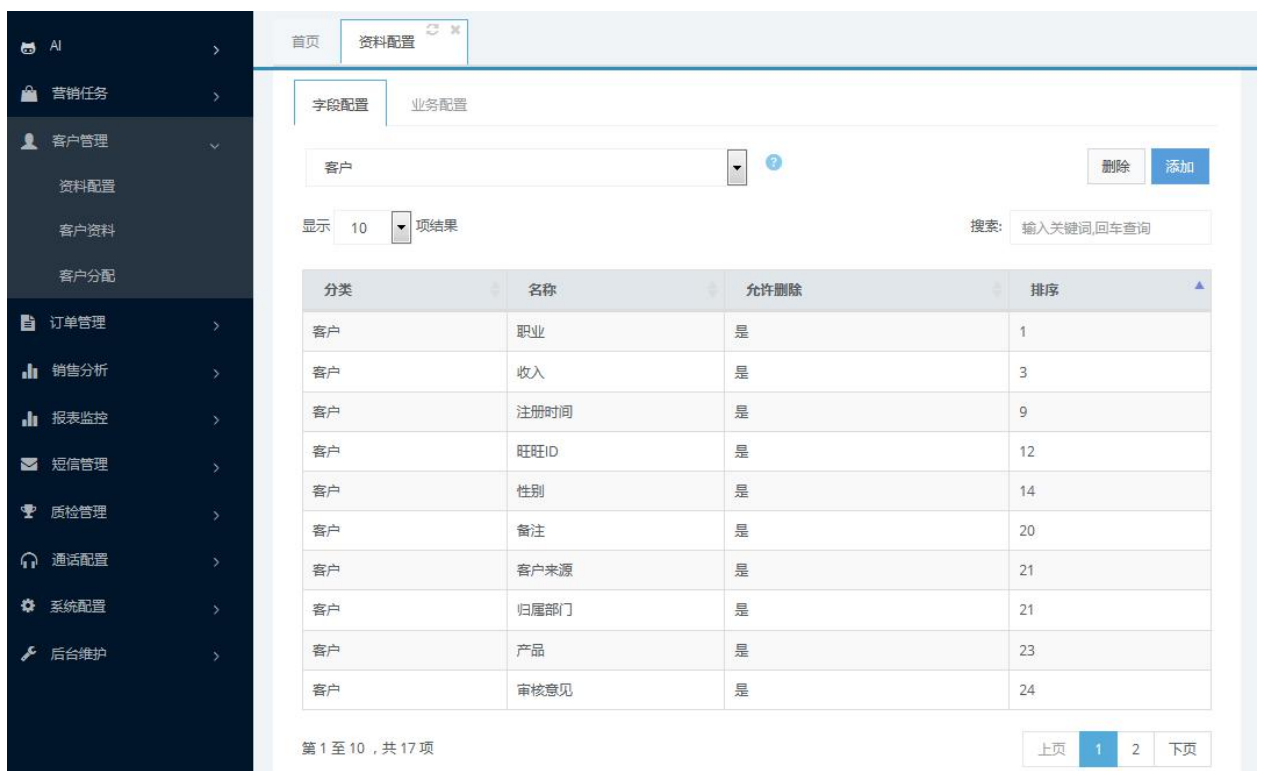 AI
营销任务
客户管理
资料配置
客户资料
客户分配
订单管理
销售分析
报表监控
短信管理
质检管理
通话配置
系统配置
后台维护
首页 资料配置
字段配置 业务配置
客户 删除 添加
显示 10 项结果 搜索: 输入关键词,回车查询
分类 名称 允许删除 排序
客户 职业 是 1
客户 收入 是 3
客户 注册时间 是 9
客户 旺旺ID 是 12
客户 性别 是 14
客户 备注 是 20
客户 客户来源 是 21
客户 归属部门 是 21
客户 产品 是 23
客户 审核意见 是 24
第 1 至 10 ，共 17 项 上页 1 2 下页